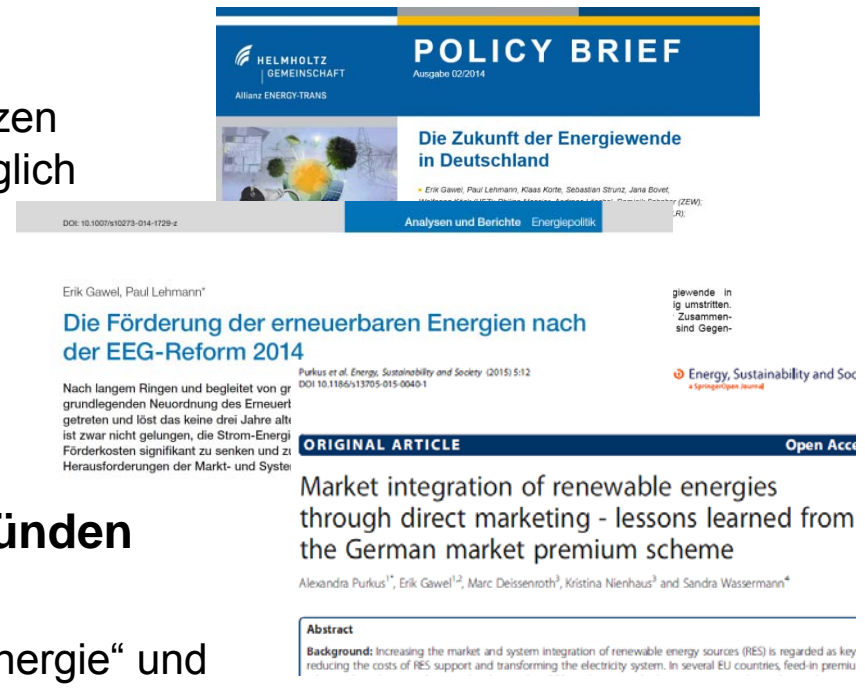 HELMHOLTZ
GEMEINSCHAFT
Allianz ENERGY-TRANS
POLICY BRIEF
Ausgabe 02/2014
Die Zukunft der Energiewende
in Deutschland
Erik Gawel, Paul Lehmann, Klaas Korte, Sebastian Strunz, Jana Bovet,
(ZEW);
zen
glich
DOI: 10.1007/s10273-014-1729-z
Analysen und Berichte Energiepolitik
giewende in
ig umstritten.
Zusammen-
sind Gegen-
Erik Gawel, Paul Lehmann*
Die Förderung der erneuerbaren Energien nach
der EEG-Reform 2014
Nach langem Ringen und begleitet von gr
grundlegenden Neuordnung des Erneuerb
getreten und löst das keine drei Jahre alte
ist zwar nicht gelungen, die Strom-Energi
Förderkosten signifikant zu senken und zu
Herausforderungen der Markt- und Syste
Purkus et al. Energy, Sustainability and Society (2015) 5:12
DOI 10.1186/s13705-015-0040-1
Energy, Sustainability and Soc
a SpringerOpen Journal
ORIGINAL ARTICLE
Open Acce
Market integration of renewable energies
through direct marketing - lessons learned from
the German market premium scheme
Alexandra Purkus1*, Erik Gawel1,2, Marc Deissenroth3, Kristina Nienhaus3 and Sandra Wassermann4
Abstract
Background: Increasing the market and system integration of renewable energy sources (RES) is regarded as key
reducing the costs of RES support and transforming the electricity system. In several EU countries, feed-in premiu
ünden
nergie“ und